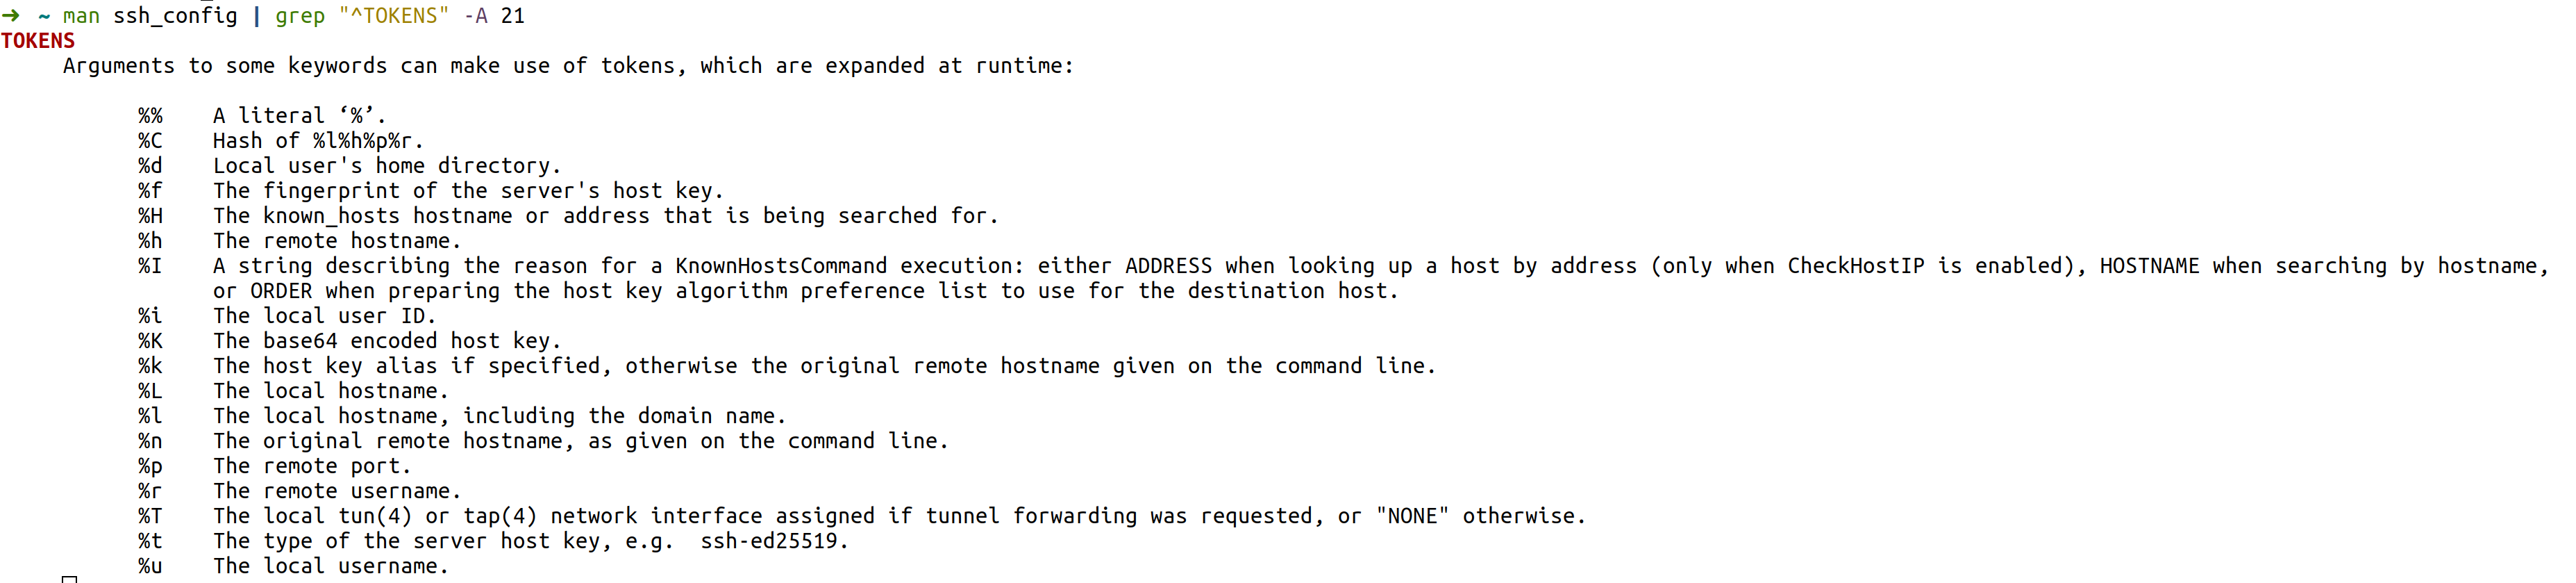 ➜  ~ man ssh_config | grep "^TOKENS" -A 21
TOKENS
     Arguments to some keywords can make use of tokens, which are expanded at runtime:

           %%    A literal ‘%’.
           %C    Hash of %l%h%p%r.
           %d    Local user's home directory.
           %f    The fingerprint of the server's host key.
           %H    The known_hosts hostname or address that is being searched for.
           %h    The remote hostname.
           %I    A string describing the reason for a KnownHostsCommand execution: either ADDRESS when looking up a host by address (only when CheckHostIP is enabled), HOSTNAME when searching by hostname,
                 or ORDER when preparing the host key algorithm preference list to use for the destination host.
           %i    The local user ID.
           %K    The base64 encoded host key.
           %k    The host key alias if specified, otherwise the original remote hostname given on the command line.
           %L    The local hostname.
           %l    The local hostname, including the domain name.
           %n    The original remote hostname, as given on the command line.
           %p    The remote port.
           %r    The remote username.
           %T    The local tun(4) or tap(4) network interface assigned if tunnel forwarding was requested, or "NONE" otherwise.
           %t    The type of the server host key, e.g.  ssh-ed25519.
           %u    The local username.